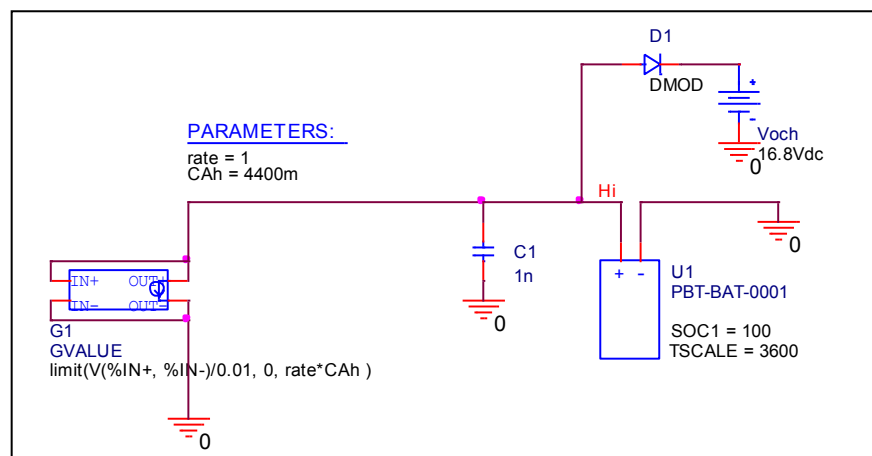 D1
DMOD
+
-
Voch
16.8Vdc
0
PARAMETERS:
rate = 1
CAh = 4400m
Hi
0
C1
1n
0
+ -
U1
PBT-BAT-0001
SOC1 = 100
TSCALE = 3600
IN+ OUT+
IN- OUT-
G1
GVALUE
limit(V(%IN+, %IN-)/0.01, 0, rate*CAh )
0